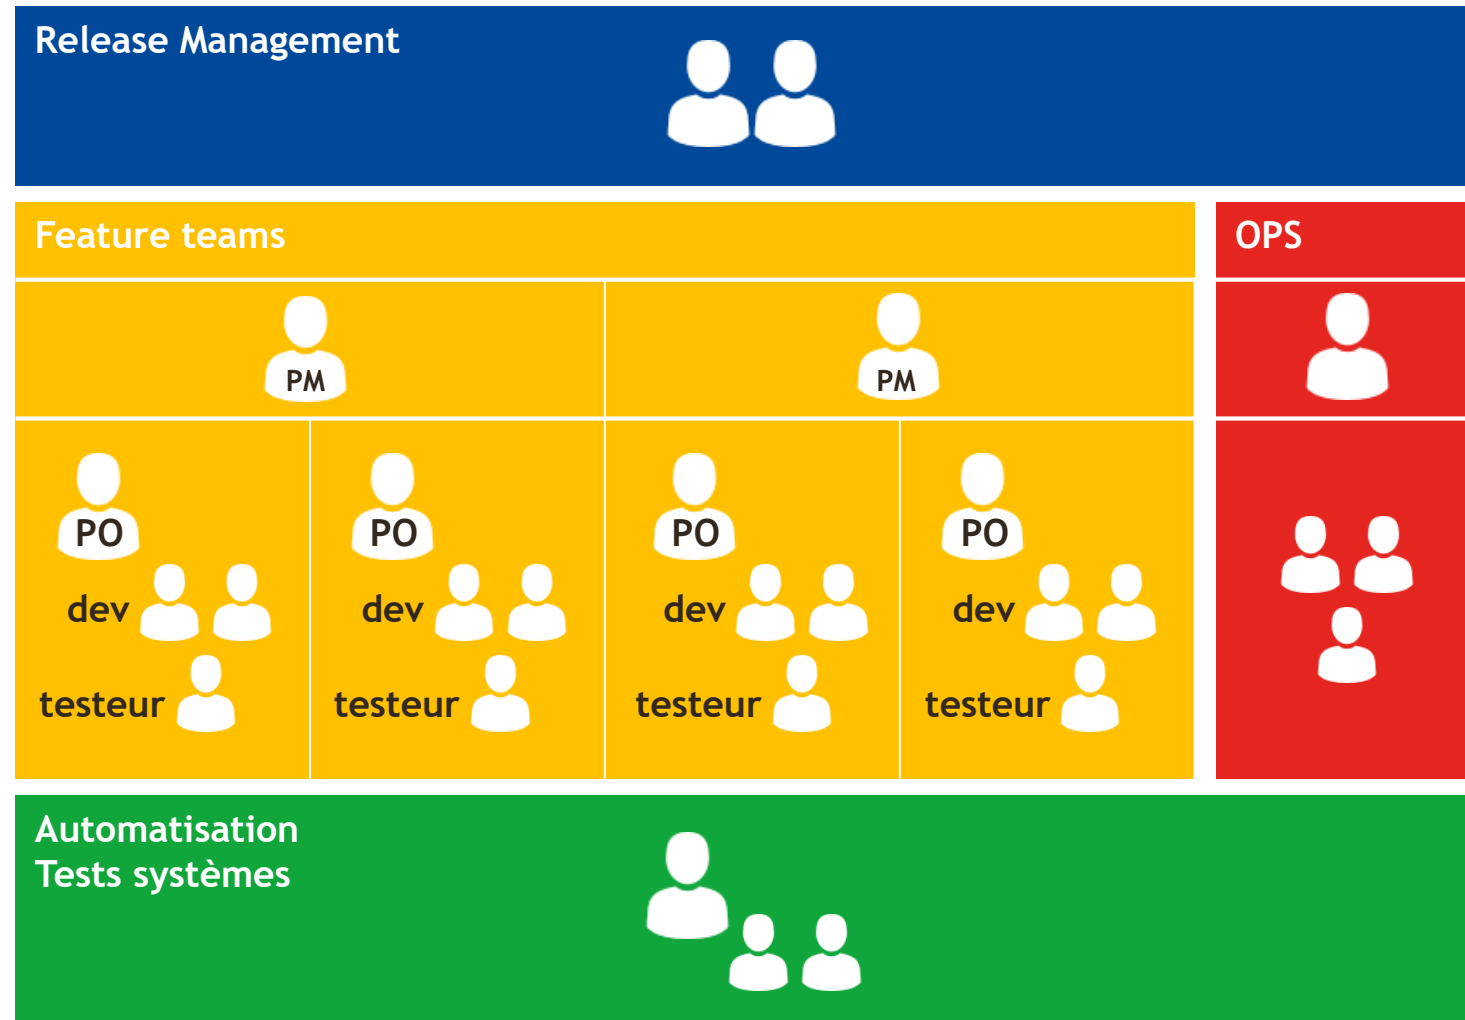 Release Management
Feature teams
OPS
PM
PM
PO
PO
PO
PO
dev
dev
dev
dev
testeur
testeur
testeur
testeur
Automatisation
Tests systèmes